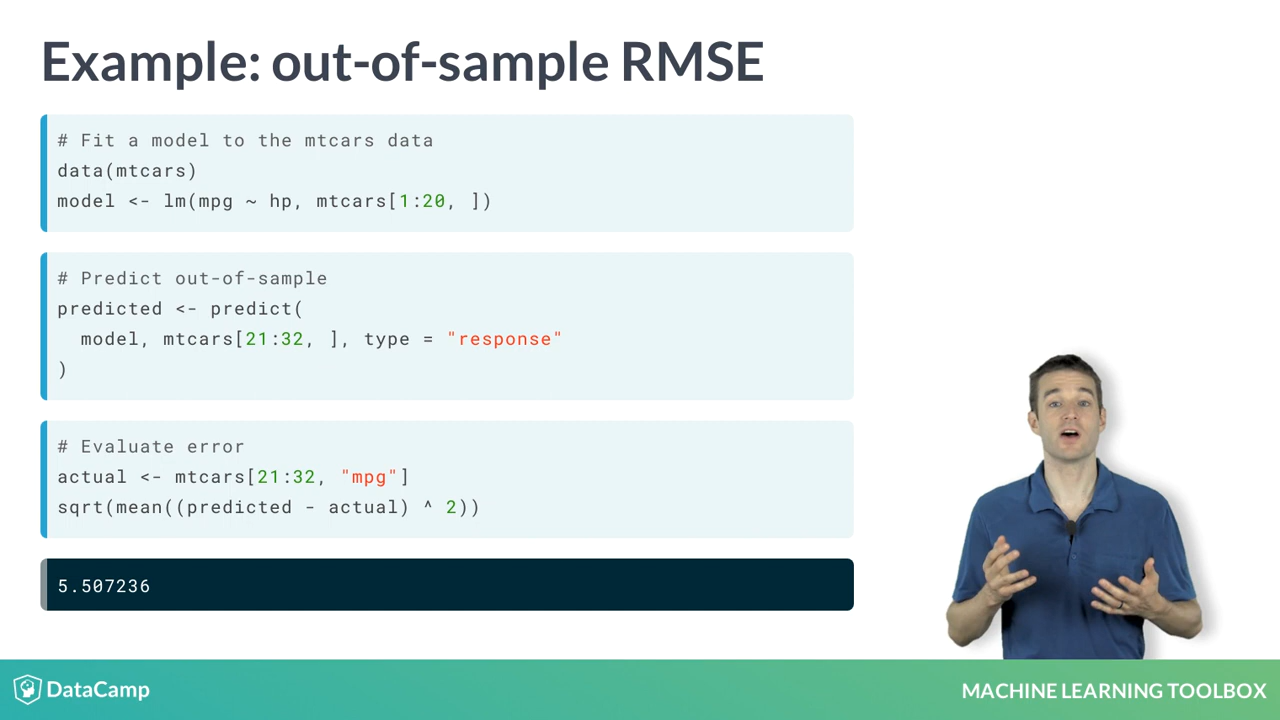 Example: out-of-sample RMSE
# Fit a model to the mtcars data
data(mtcars)
model <- lm(mpg ~ hp, mtcars[1:20, ])
# Predict out-of-sample
predicted <- predict(
  model, mtcars[21:32, ], type = "response"
)
# Evaluate error
actual <- mtcars[21:32, "mpg"]
sqrt(mean((predicted - actual) ^ 2))
5.507236
DataCamp
MACHINE LEARNING TOOLBOX